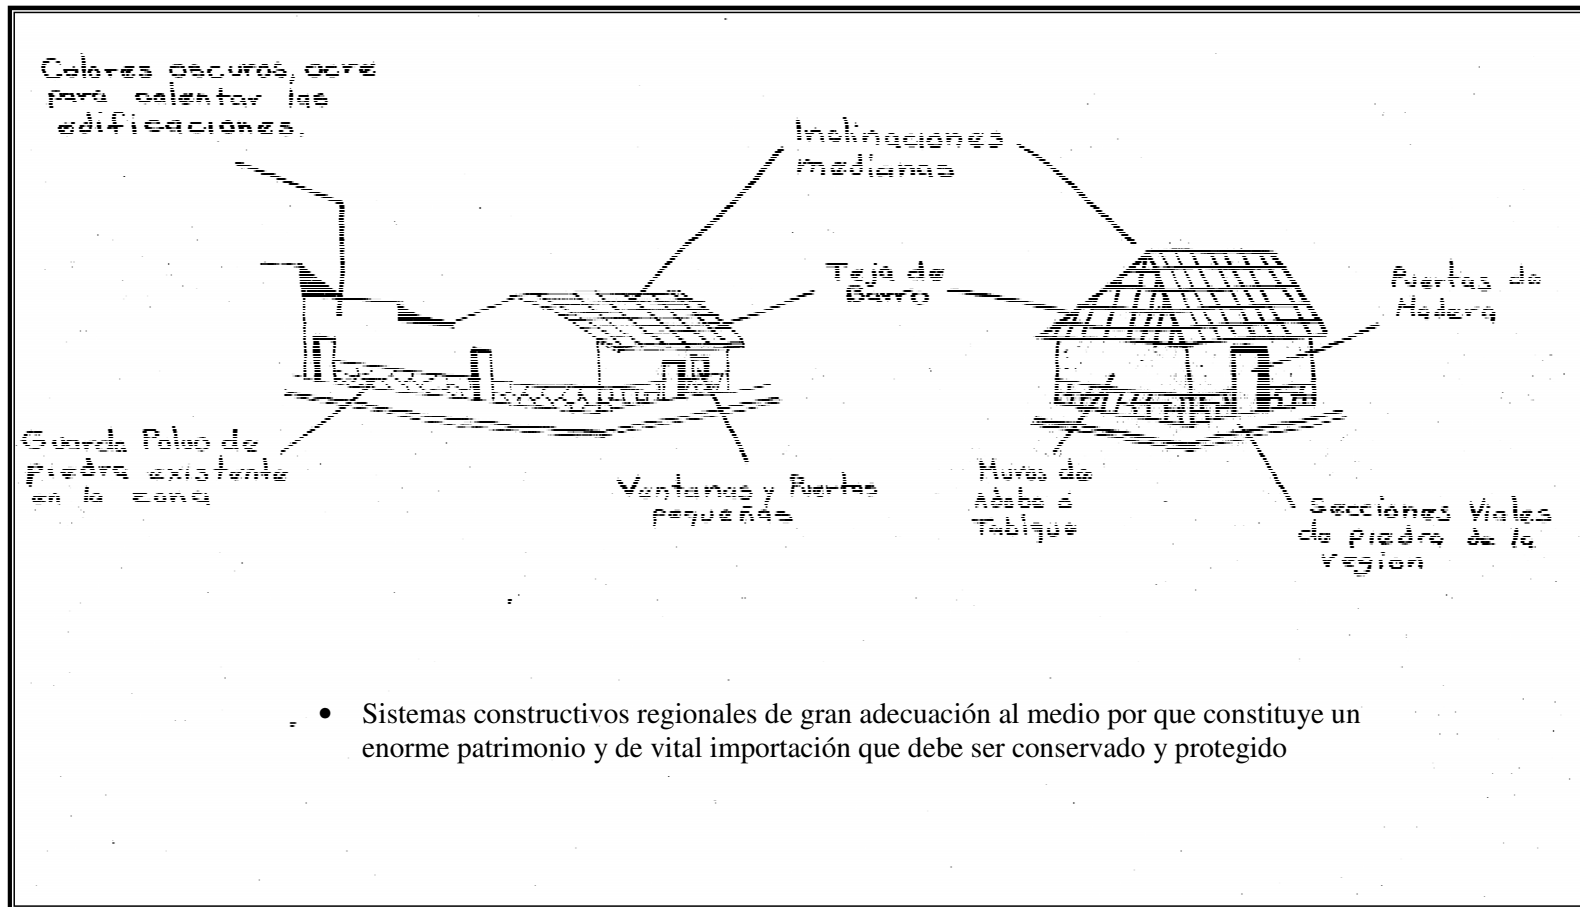 Colores oscuros, ocre
para calentar las
edificaciones.
Inclinaciones
medianas
Teja de
Barro
Puertas de
Madera
Guarda Polvo de
piedra existente
en la zona
Ventanas y Puertas
pequeñas
Muros de
Adobe ó
Tabique
Secciones Viales
de piedra de la
region
• Sistemas constructivos regionales de gran adecuación al medio por que constituye un
enorme patrimonio y de vital importación que debe ser conservado y protegido